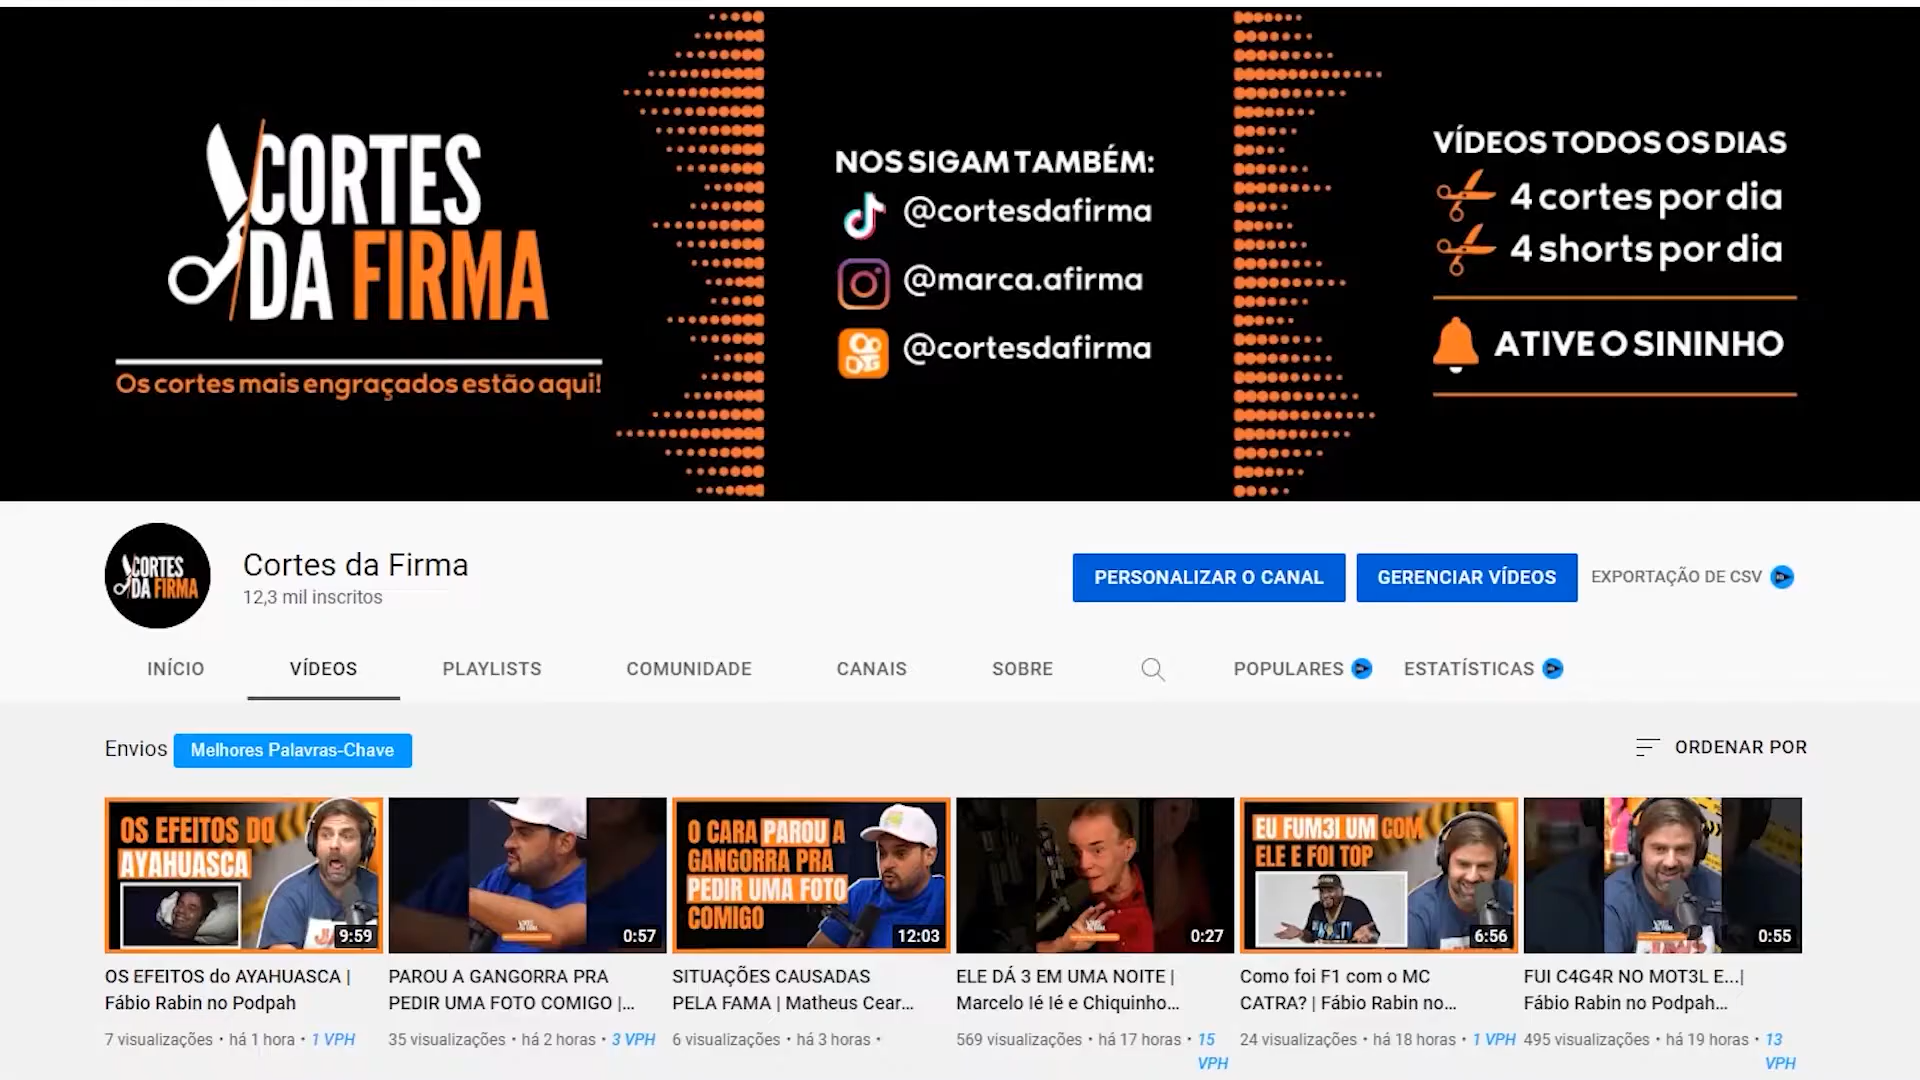 CORTES
DA FIRMA
Os cortes mais engraçados estão aqui!
NOS SIGAM TAMBÉM:
@cortesdafirma
@marca.afirma
@cortesdafirma
VÍDEOS TODOS OS DIAS
4 cortes por dia
4 shorts por dia
ATIVE O SININHO
CORTES
DA FIRMA
Cortes da Firma
12,3 mil inscritos
PERSONALIZAR O CANAL
GERENCIAR VÍDEOS
EXPORTAÇÃO DE CSV
INÍCIO
VÍDEOS
PLAYLISTS
COMUNIDADE
CANAIS
SOBRE
POPULARES
ESTATÍSTICAS
Envios
Melhores Palavras-Chave
ORDENAR POR
OS EFEITOS DO
AYAHUASCA
9:59
OS EFEITOS do AYAHUASCA |
Fábio Rabin no Podpah
7 visualizações • há 1 hora • 1 VPH
0:57
PAROU A GANGORRA PRA
PEDIR UMA FOTO COMIGO |...
35 visualizações • há 2 horas • 3 VPH
O CARA PAROU A
GANGORRA PRA
PEDIR UMA FOTO
COMIGO
12:03
SITUAÇÕES CAUSADAS
PELA FAMA | Matheus Cear...
6 visualizações • há 3 horas •
0:27
ELE DÁ 3 EM UMA NOITE |
Marcelo Ié Ié e Chiquinho...
569 visualizações • há 17 horas • 15
VPH
EU FUM3I UM COM
ELE E FOI TOP
6:56
Como foi F1 com o MC
CATRA? | Fábio Rabin no...
24 visualizações • há 18 horas • 1 VPH
0:55
FUI C4G4R NO MOT3L E...|
Fábio Rabin no Podpah...
495 visualizações • há 19 horas • 13
VPH